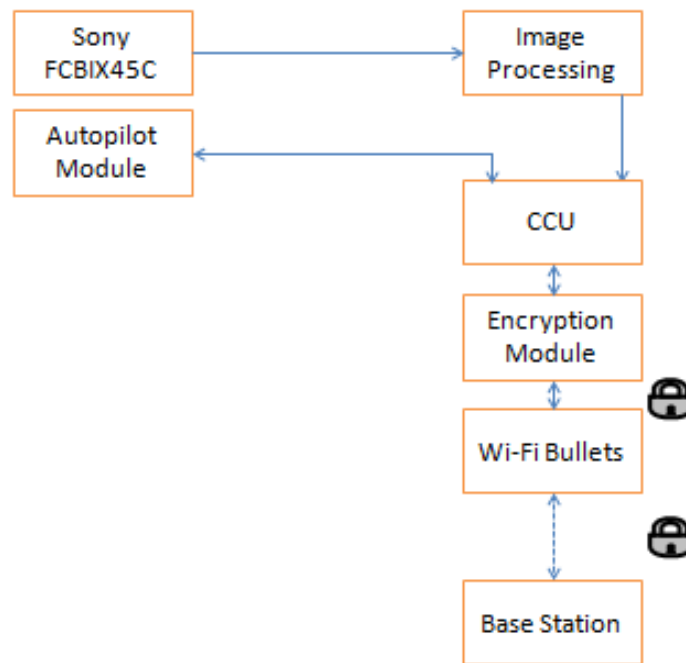 Sony
FCBIX45C
Image
Processing
Autopilot
Module
CCU
Encryption
Module
Wi-Fi Bullets
Base Station